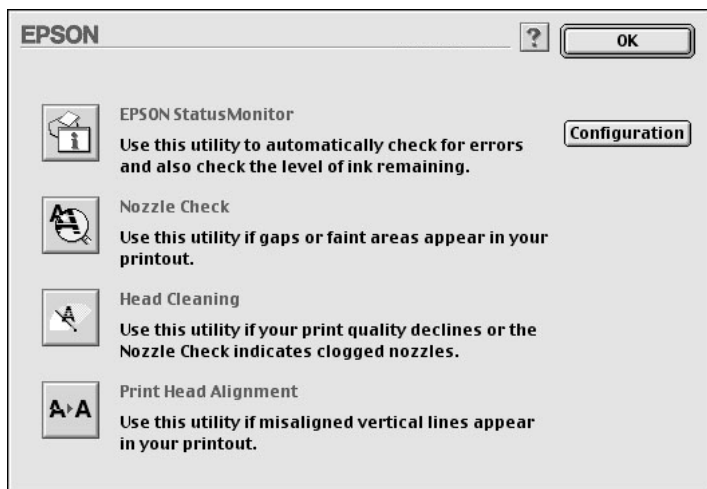 EPSON
?
OK
EPSON StatusMonitor
Use this utility to automatically check for errors
and also check the level of ink remaining.
Configuration
Nozzle Check
Use this utility if gaps or faint areas appear in your
printout.
Head Cleaning
Use this utility if your print quality declines or the
Nozzle Check indicates clogged nozzles.
Print Head Alignment
Use this utility if misaligned vertical lines appear
in your printout.